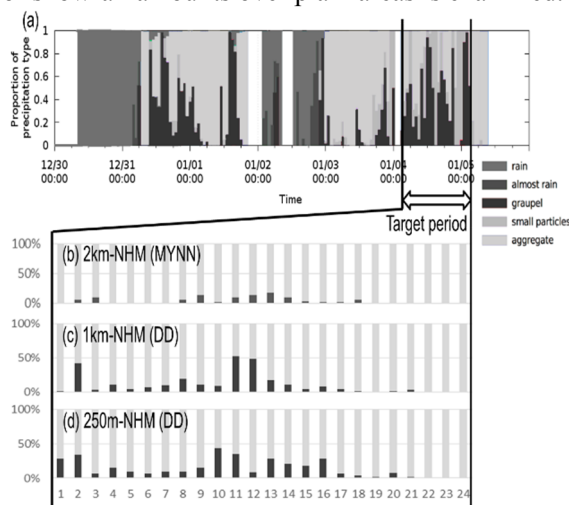 (a)
Proportion of
precipitation type
1
0.8
0.6
0.4
0.2
0
12/30 12/31 01/01 01/02 01/03 01/04 01/05
00:00 00:00 00:00 00:00 00:00 00:00 00:00
Time
rain
almost rain
graupel
small particles
aggregate
Target period
(b) 2km-NHM (MYNN)
100%
50%
0%
(c) 1km-NHM (DD)
100%
50%
0%
(d) 250m-NHM (DD)
100%
50%
0%
1 2 3 4 5 6 7 8 9 10 11 12 13 14 15 16 17 18 19 20 21 22 23 24